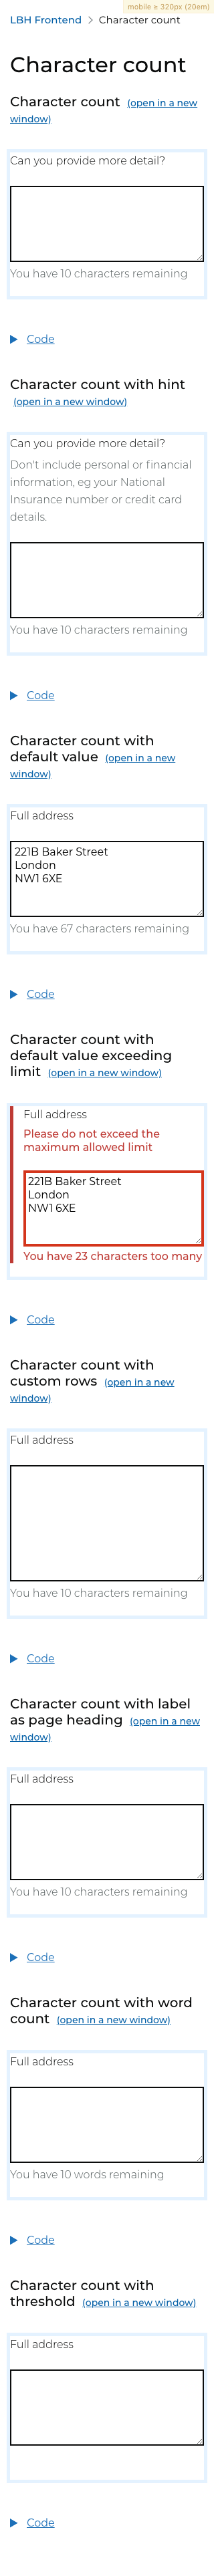 mobile ≥ 320px (20em)
LBH Frontend > Character count
Character count
Character count (open in a new
window)
Can you provide more detail?
You have 10 characters remaining
Code
Character count with hint
(open in a new window)
Can you provide more detail?
Don't include personal or financial
information, eg your National
Insurance number or credit card
details.
You have 10 characters remaining
Code
Character count with
default value (open in a new
window)
Full address
221B Baker Street
London
NW1 6XE
You have 67 characters remaining
Code
Character count with
default value exceeding
limit (open in a new window)
Full address
Please do not exceed the
maximum allowed limit
221B Baker Street
London
NW1 6XE
You have 23 characters too many
Code
Character count with
custom rows (open in a new
window)
Full address
You have 10 characters remaining
Code
Character count with label
as page heading (open in a new
window)
Full address
You have 10 characters remaining
Code
Character count with word
count (open in a new window)
Full address
You have 10 words remaining
Code
Character count with
threshold (open in a new window)
Full address
Code